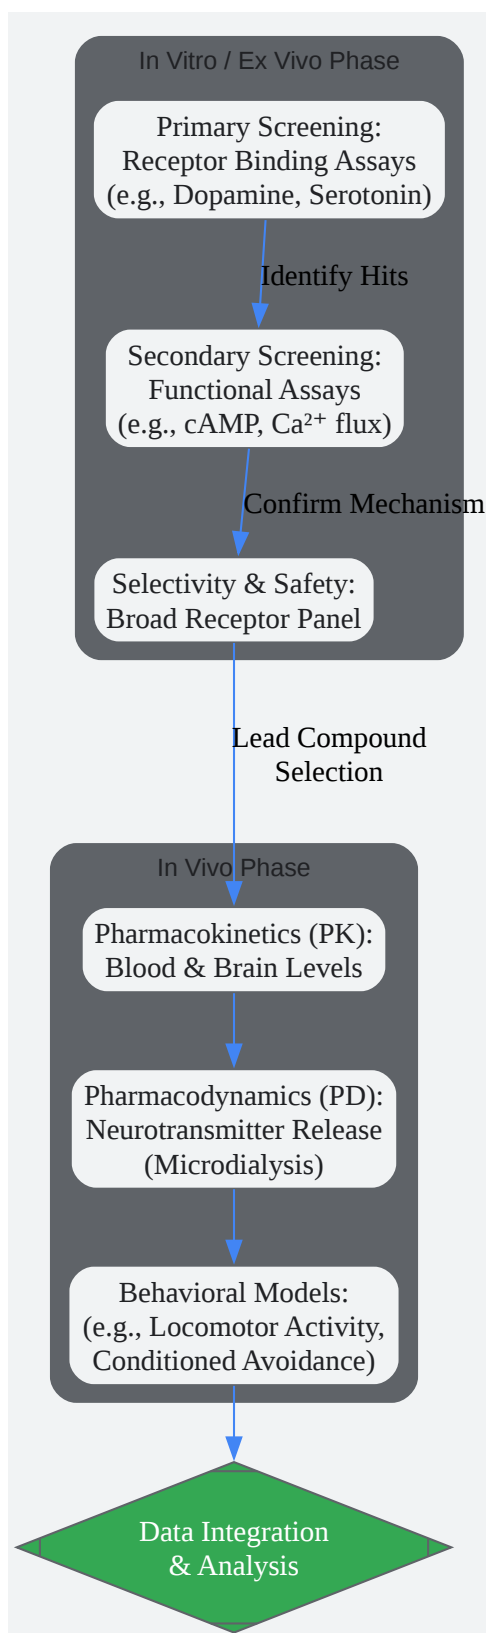 In Vitro / Ex Vivo Phase
Primary Screening:
Receptor Binding Assays
(e.g., Dopamine, Serotonin)
Identify Hits
Secondary Screening:
Functional Assays
(e.g., cAMP, Ca²⁺ flux)
Confirm Mechanism
Selectivity & Safety:
Broad Receptor Panel
Lead Compound
Selection
In Vivo Phase
Pharmacokinetics (PK):
Blood & Brain Levels
Pharmacodynamics (PD):
Neurotransmitter Release
(Microdialysis)
Behavioral Models:
(e.g., Locomotor Activity,
Conditioned Avoidance)
Data Integration
& Analysis